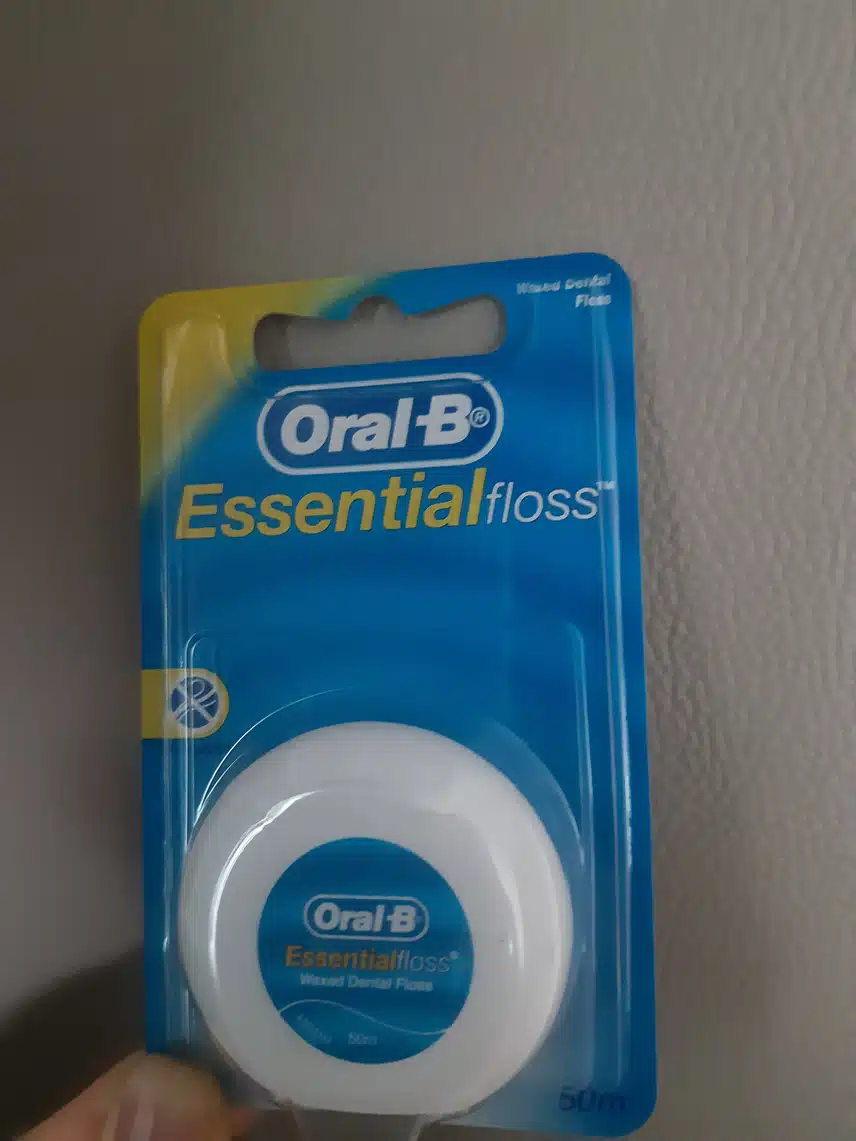 Waxed Dental
Floss
Oral-B®
Essentialfloss™
Oral-B
Essentialfloss®
Waxed Dental Floss
50m
50m